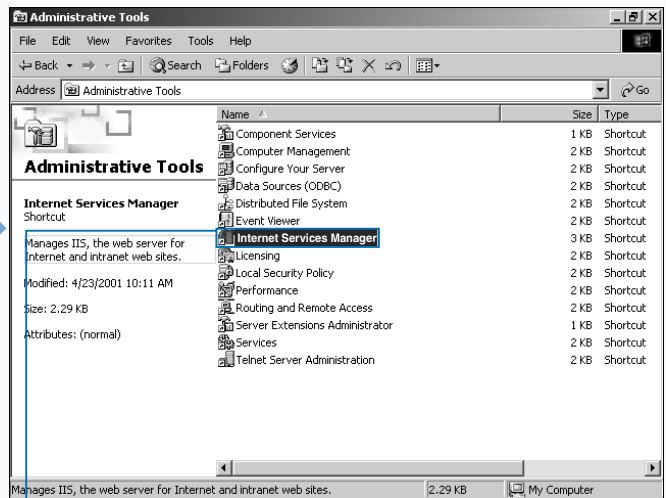 Administrative Tools
File Edit View Favorites Tools Help
Back Search Folders
Address Administrative Tools Go
Administrative Tools
Internet Services Manager
Shortcut
Manages IIS, the web server for
Internet and intranet web sites.
Modified: 4/23/2001 10:11 AM
Size: 2.29 KB
Attributes: (normal)
Name Size Type
Component Services 1 KB Shortcut
Computer Management 2 KB Shortcut
Configure Your Server 2 KB Shortcut
Data Sources (ODBC) 2 KB Shortcut
Distributed File System 2 KB Shortcut
Event Viewer 2 KB Shortcut
Internet Services Manager 3 KB Shortcut
Licensing 2 KB Shortcut
Local Security Policy 2 KB Shortcut
Performance 2 KB Shortcut
Routing and Remote Access 2 KB Shortcut
Server Extensions Administrator 1 KB Shortcut
Services 2 KB Shortcut
Telnet Server Administration 2 KB Shortcut
Manages IIS, the web server for Internet and intranet web sites. 2.29 KB My Computer